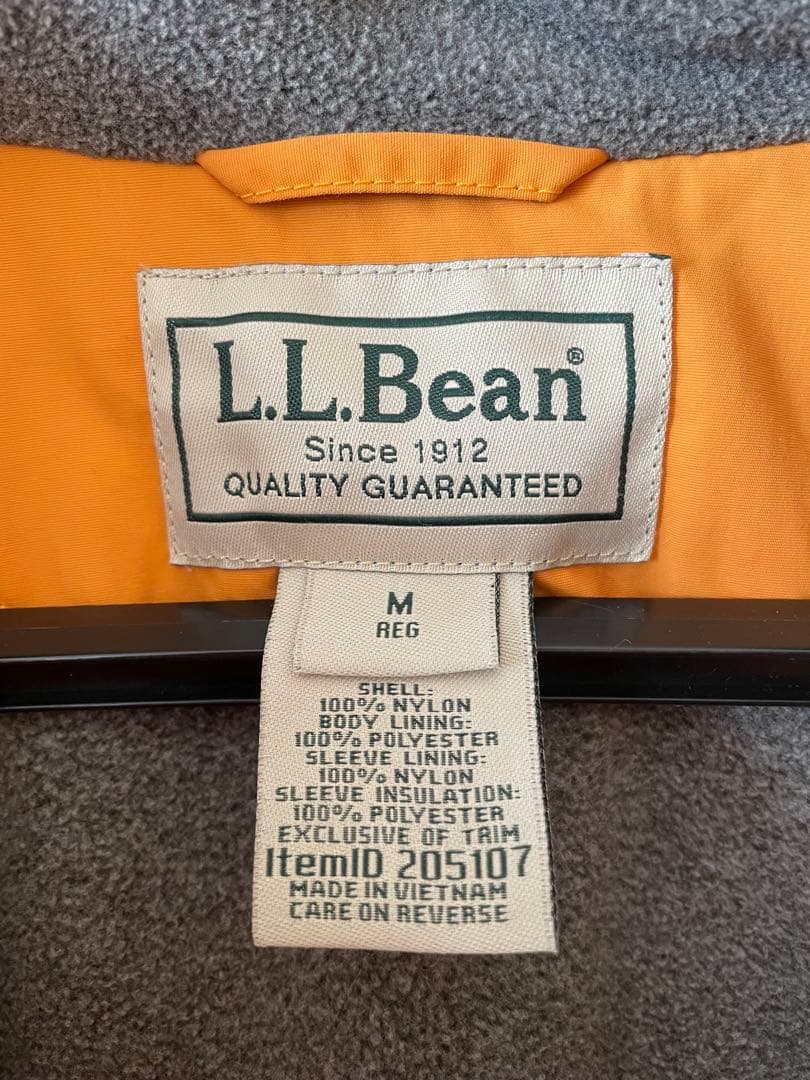 L.L.Bean®
Since 1912
QUALITY GUARANTEED
M
REG
SHELL:
100% NYLON
BODY LINING:
100% POLYESTER
SLEEVE LINING:
100% NYLON
SLEEVE INSULATION:
100% POLYESTER
EXCLUSIVE OF TRIM
ItemID 205107
MADE IN VIETNAM
CARE ON REVERSE